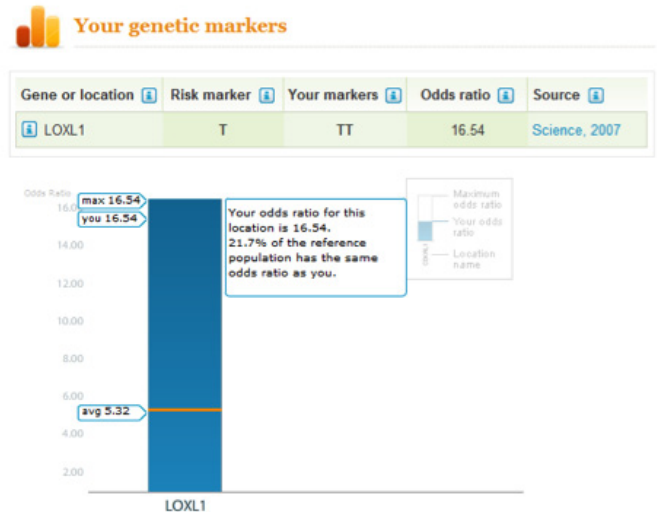 Your genetic markers
Gene or location Risk marker Your markers Odds ratio Source
LOXL1 T TT 16.54 Science, 2007
Odds Ratio
16.0
max 16.54
you 16.54
14.00
12.00
10.00
8.00
6.00
avg 5.32
4.00
2.00
LOXL1
Your odds ratio for this
location is 16.54.
21.7% of the reference
population has the same
odds ratio as you.
Maximum
odds ratio
Your odds
ratio
Location
name
LOXL1